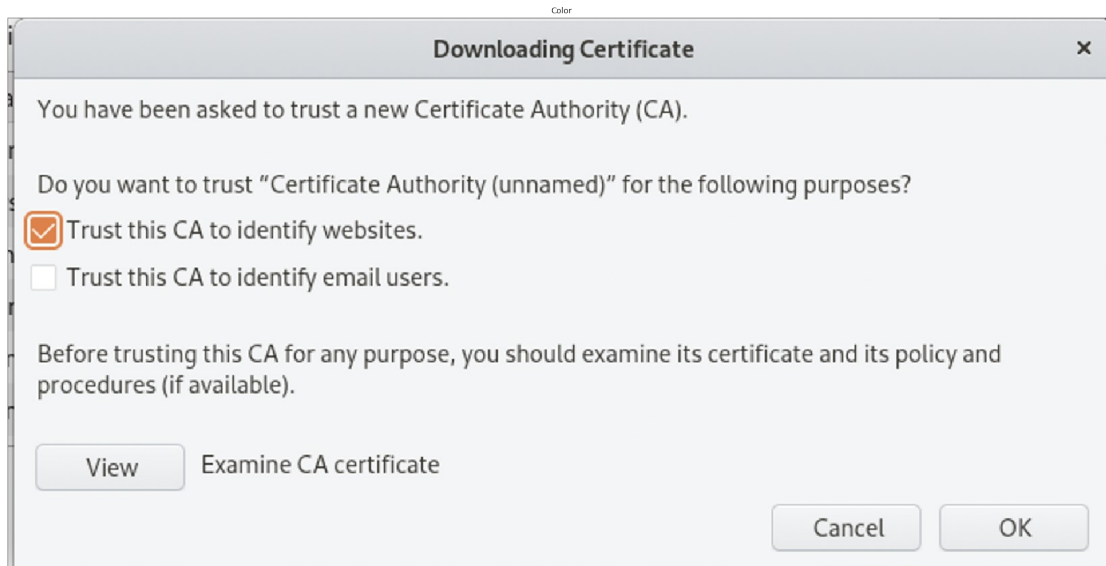 Color
Downloading Certificate
You have been asked to trust a new Certificate Authority (CA).
Do you want to trust “Certificate Authority (unnamed)” for the following purposes?
Trust this CA to identify websites.
Trust this CA to identify email users.
Before trusting this CA for any purpose, you should examine its certificate and its policy and
procedures (if available).
View Examine CA certificate
Cancel OK